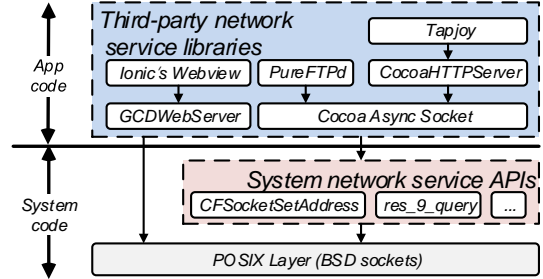 Third-party network
service libraries
Tapjoy
App
code
Ionic's Webview
PureFTPd
CocoaHTTPServer
GCDWebServer
Cocoa Async Socket
System network service APIs
System
code
CFSocketSetAddress
res_9_query
...
POSIX Layer (BSD sockets)